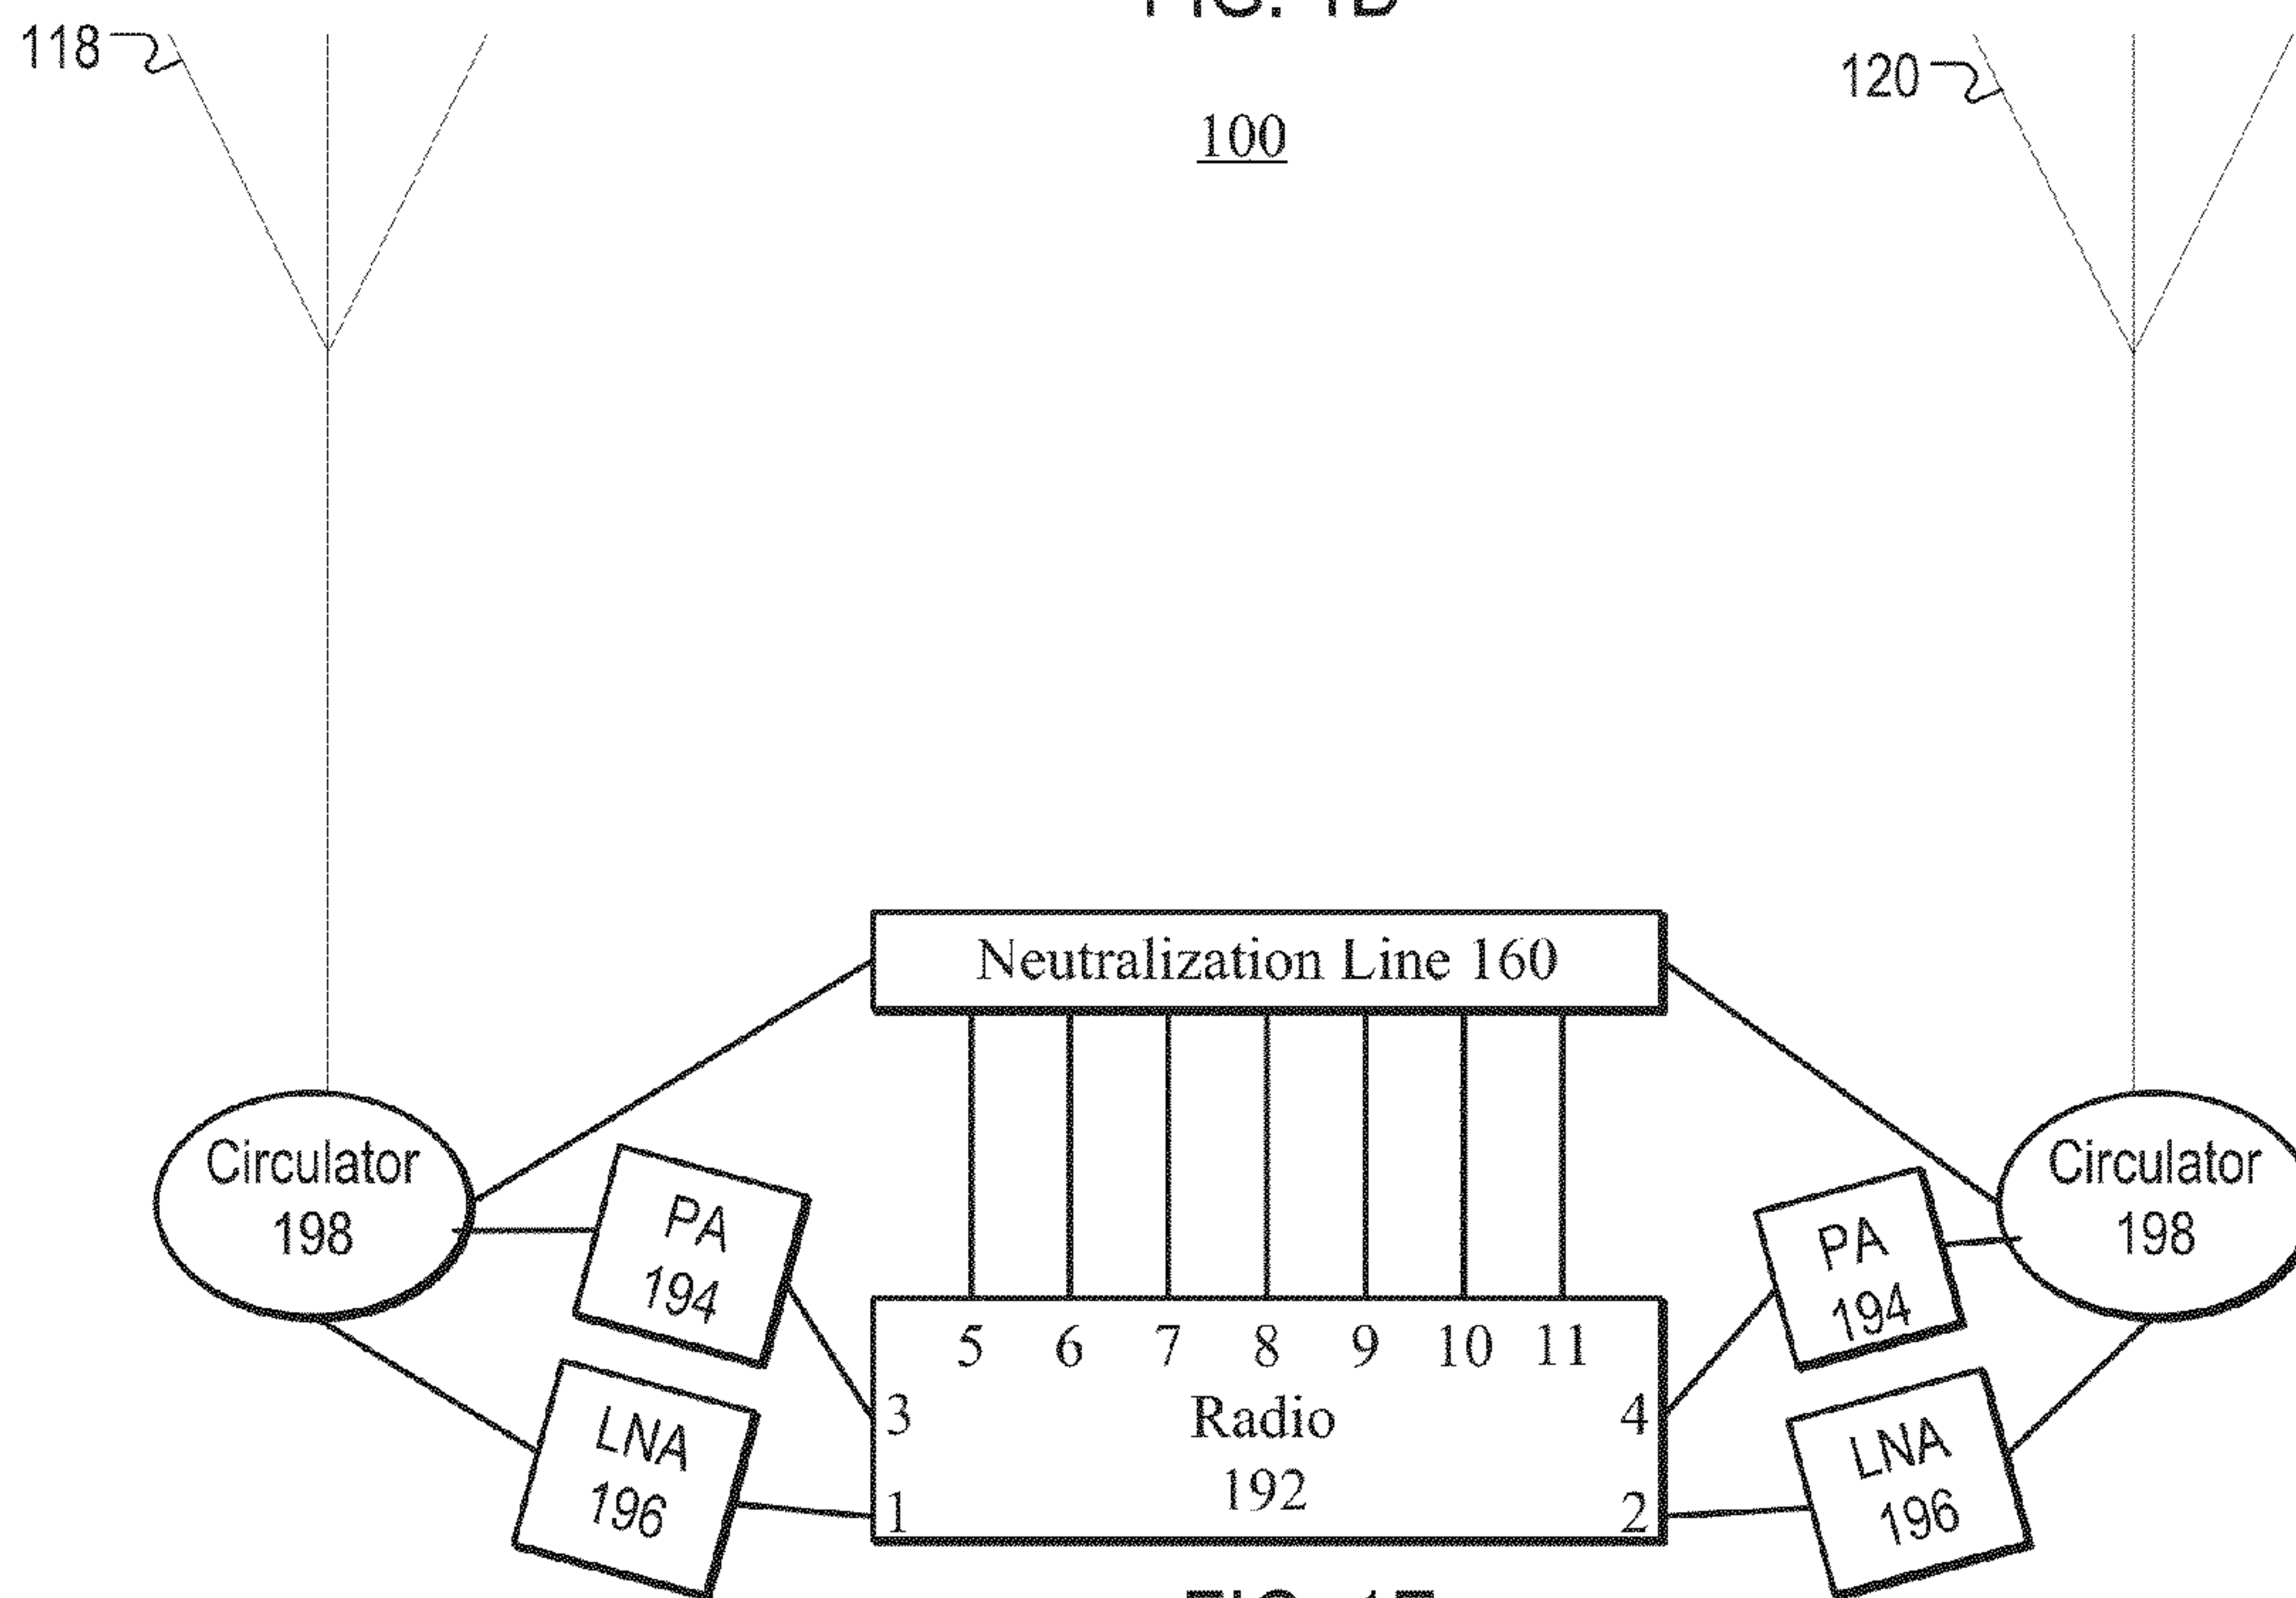 118
120
100
Neutralization Line 160
Circulator
198
PA
194
LNA
196
5 6 7 8 9 10 11
3
4
Radio
192
1
2
PA
194
LNA
196
Circulator
198